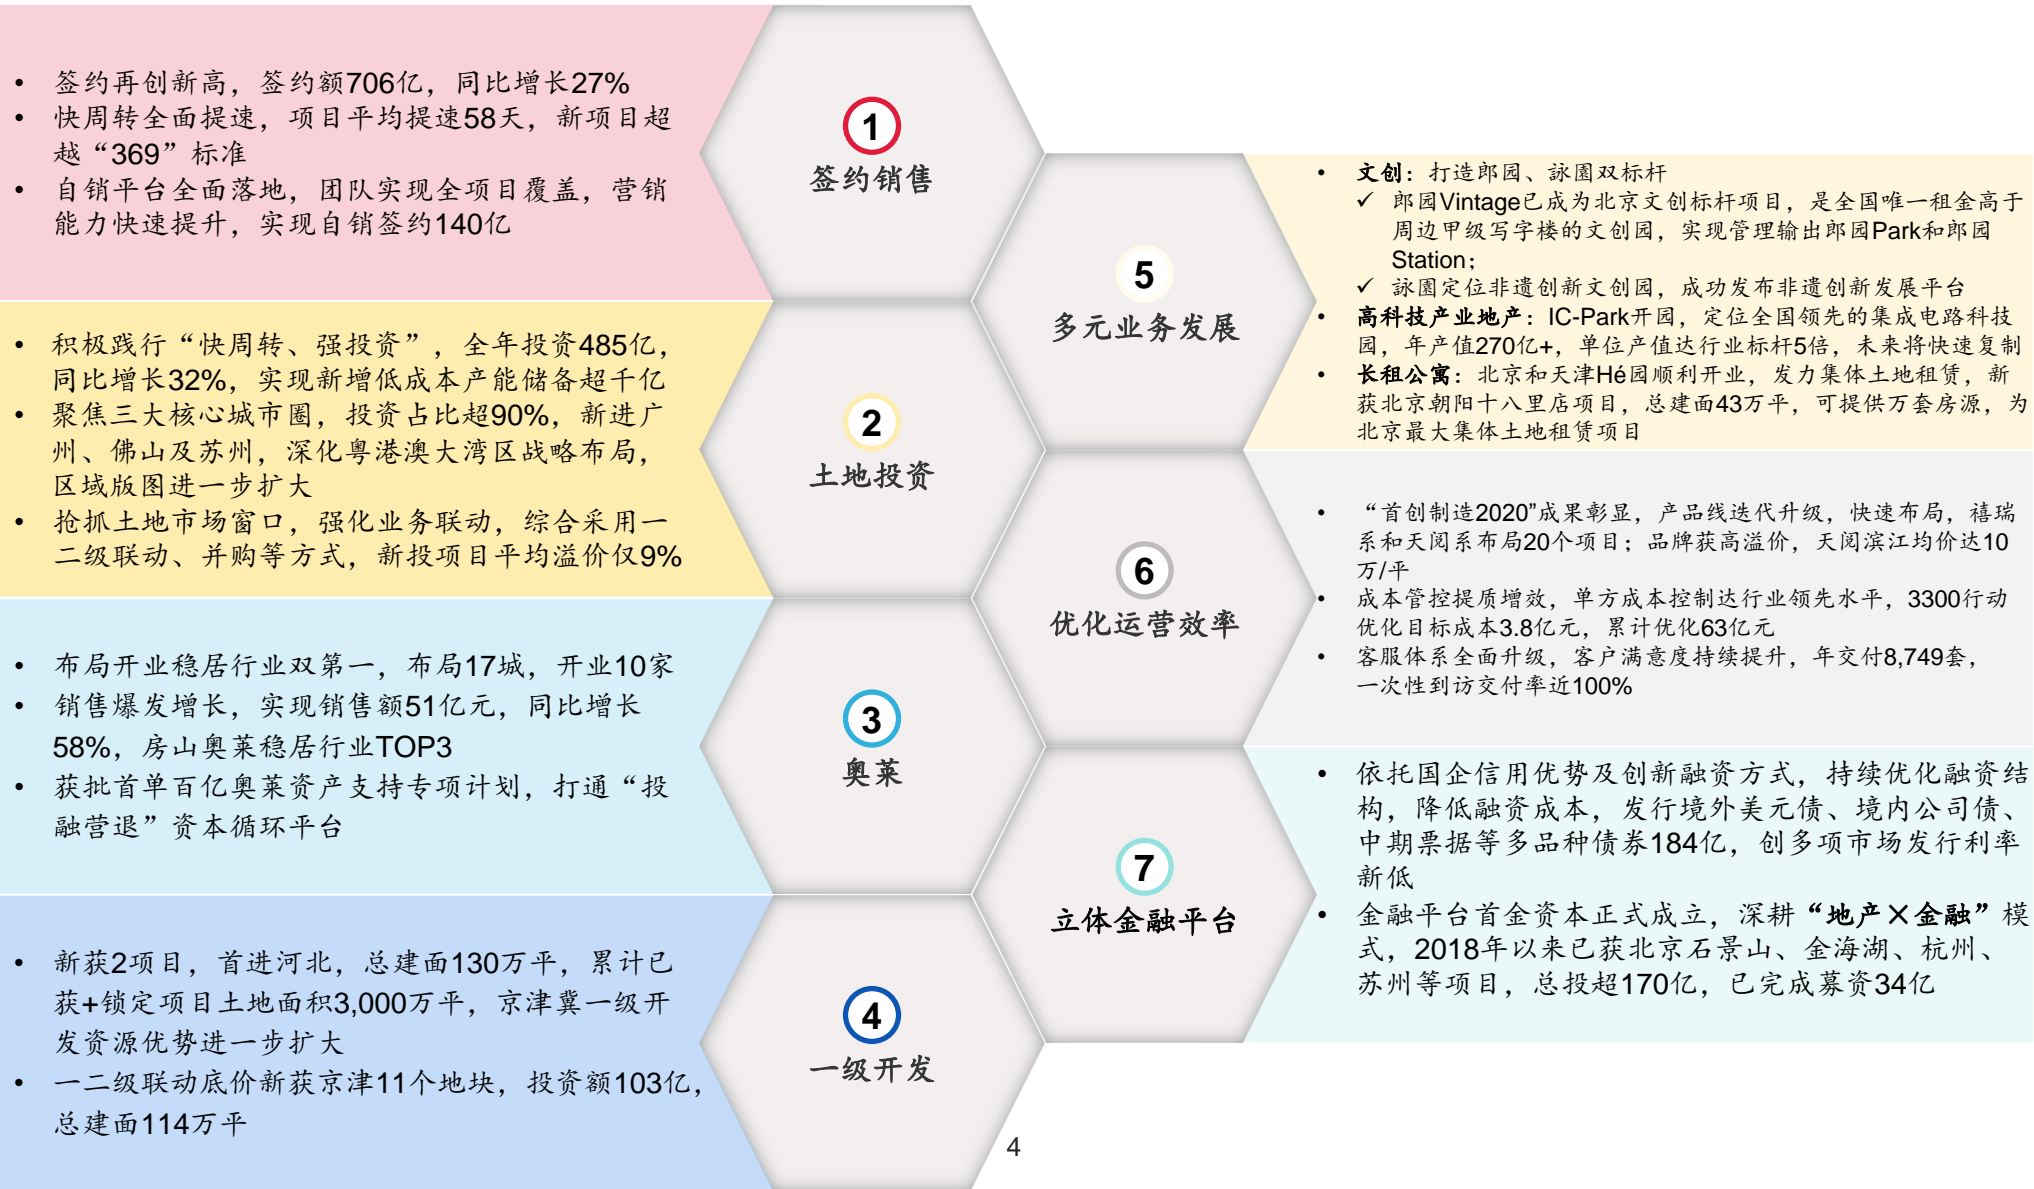 • 签约再创新高，签约额706亿，同比增长27%
• 快周转全面提速，项目平均提速58天，新项目超
越“369”标准
• 自销平台全面落地，团队实现全项目覆盖，营销
能力快速提升，实现自销签约140亿
1
签约销售
• 积极践行“快周转、强投资”，全年投资485亿，
同比增长32%，实现新增低成本产能储备超千亿
• 聚焦三大核心城市圈，投资占比超90%，新进广
州、佛山及苏州，深化粤港澳大湾区战略布局，
区域版图进一步扩大
• 抢抓土地市场窗口，强化业务联动，综合采用一
二级联动、并购等方式，新投项目平均溢价仅9%
2
土地投资
• 布局开业稳居行业双第一，布局17城，开业10家
• 销售爆发增长，实现销售额51亿元，同比增长
58%，房山奥莱稳居行业TOP3
• 获批首单百亿奥莱资产支持专项计划，打通“投
融营退”资本循环平台
3
奥莱
• 新获2项目，首进河北，总建面130万平，累计已
获+锁定项目土地面积3,000万平，京津冀一级开
发资源优势进一步扩大
• 一二级联动底价新获京津11个地块，投资额103亿，
总建面114万平
4
一级开发
5
多元业务发展
• 文创：打造郎园、詠園双标杆
✓ 郎园Vintage已成为北京文创标杆项目，是全国唯一租金高于
周边甲级写字楼的文创园，实现管理输出郎园Park和郎园
Station；
✓ 詠園定位非遗创新文创园，成功发布非遗创新发展平台
• 高科技产业地产：IC-Park开园，定位全国领先的集成电路科技
园，年产值270亿+，单位产值达行业标杆5倍，未来将快速复制
• 长租公寓：北京和天津Hé园顺利开业，发力集体土地租赁，新
获北京朝阳十八里店项目，总建面43万平，可提供万套房源，为
北京最大集体土地租赁项目
6
优化运营效率
• “首创制造2020”成果彰显，产品线迭代升级，快速布局，禧瑞
系和天阅系布局20个项目；品牌获高溢价，天阅滨江均价达10
万/平
• 成本管控提质增效，单方成本控制达行业领先水平，3300行动
优化目标成本3.8亿元，累计优化63亿元
• 客服体系全面升级，客户满意度持续提升，年交付8,749套，
一次性到访交付率近100%
7
立体金融平台
• 依托国企信用优势及创新融资方式，持续优化融资结
构，降低融资成本，发行境外美元债、境内公司债、
中期票据等多品种债券184亿，创多项市场发行利率
新低
• 金融平台首金资本正式成立，深耕“地产×金融”模
式，2018年以来已获北京石景山、金海湖、杭州、
苏州等项目，总投超170亿，已完成募资34亿
4